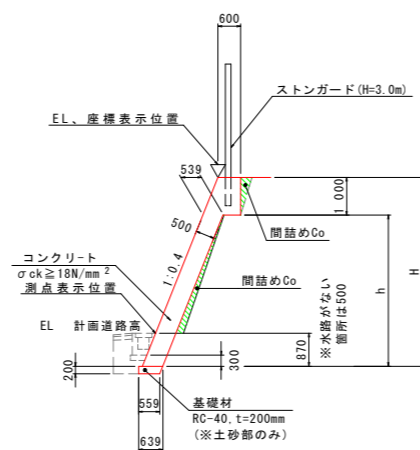 600
ストンガード(H=3.0m)
EL、座標表示位置
539
1,000
間詰めCo
500
1:0.4
コンクリート
σck≧18N/mm²
測点表示位置
間詰めCo
※水路がない
箇所は500
h
H
EL 計画道路高
870
300
200
基礎材
RC-40,t=200mm
(※土砂部のみ)
559
639